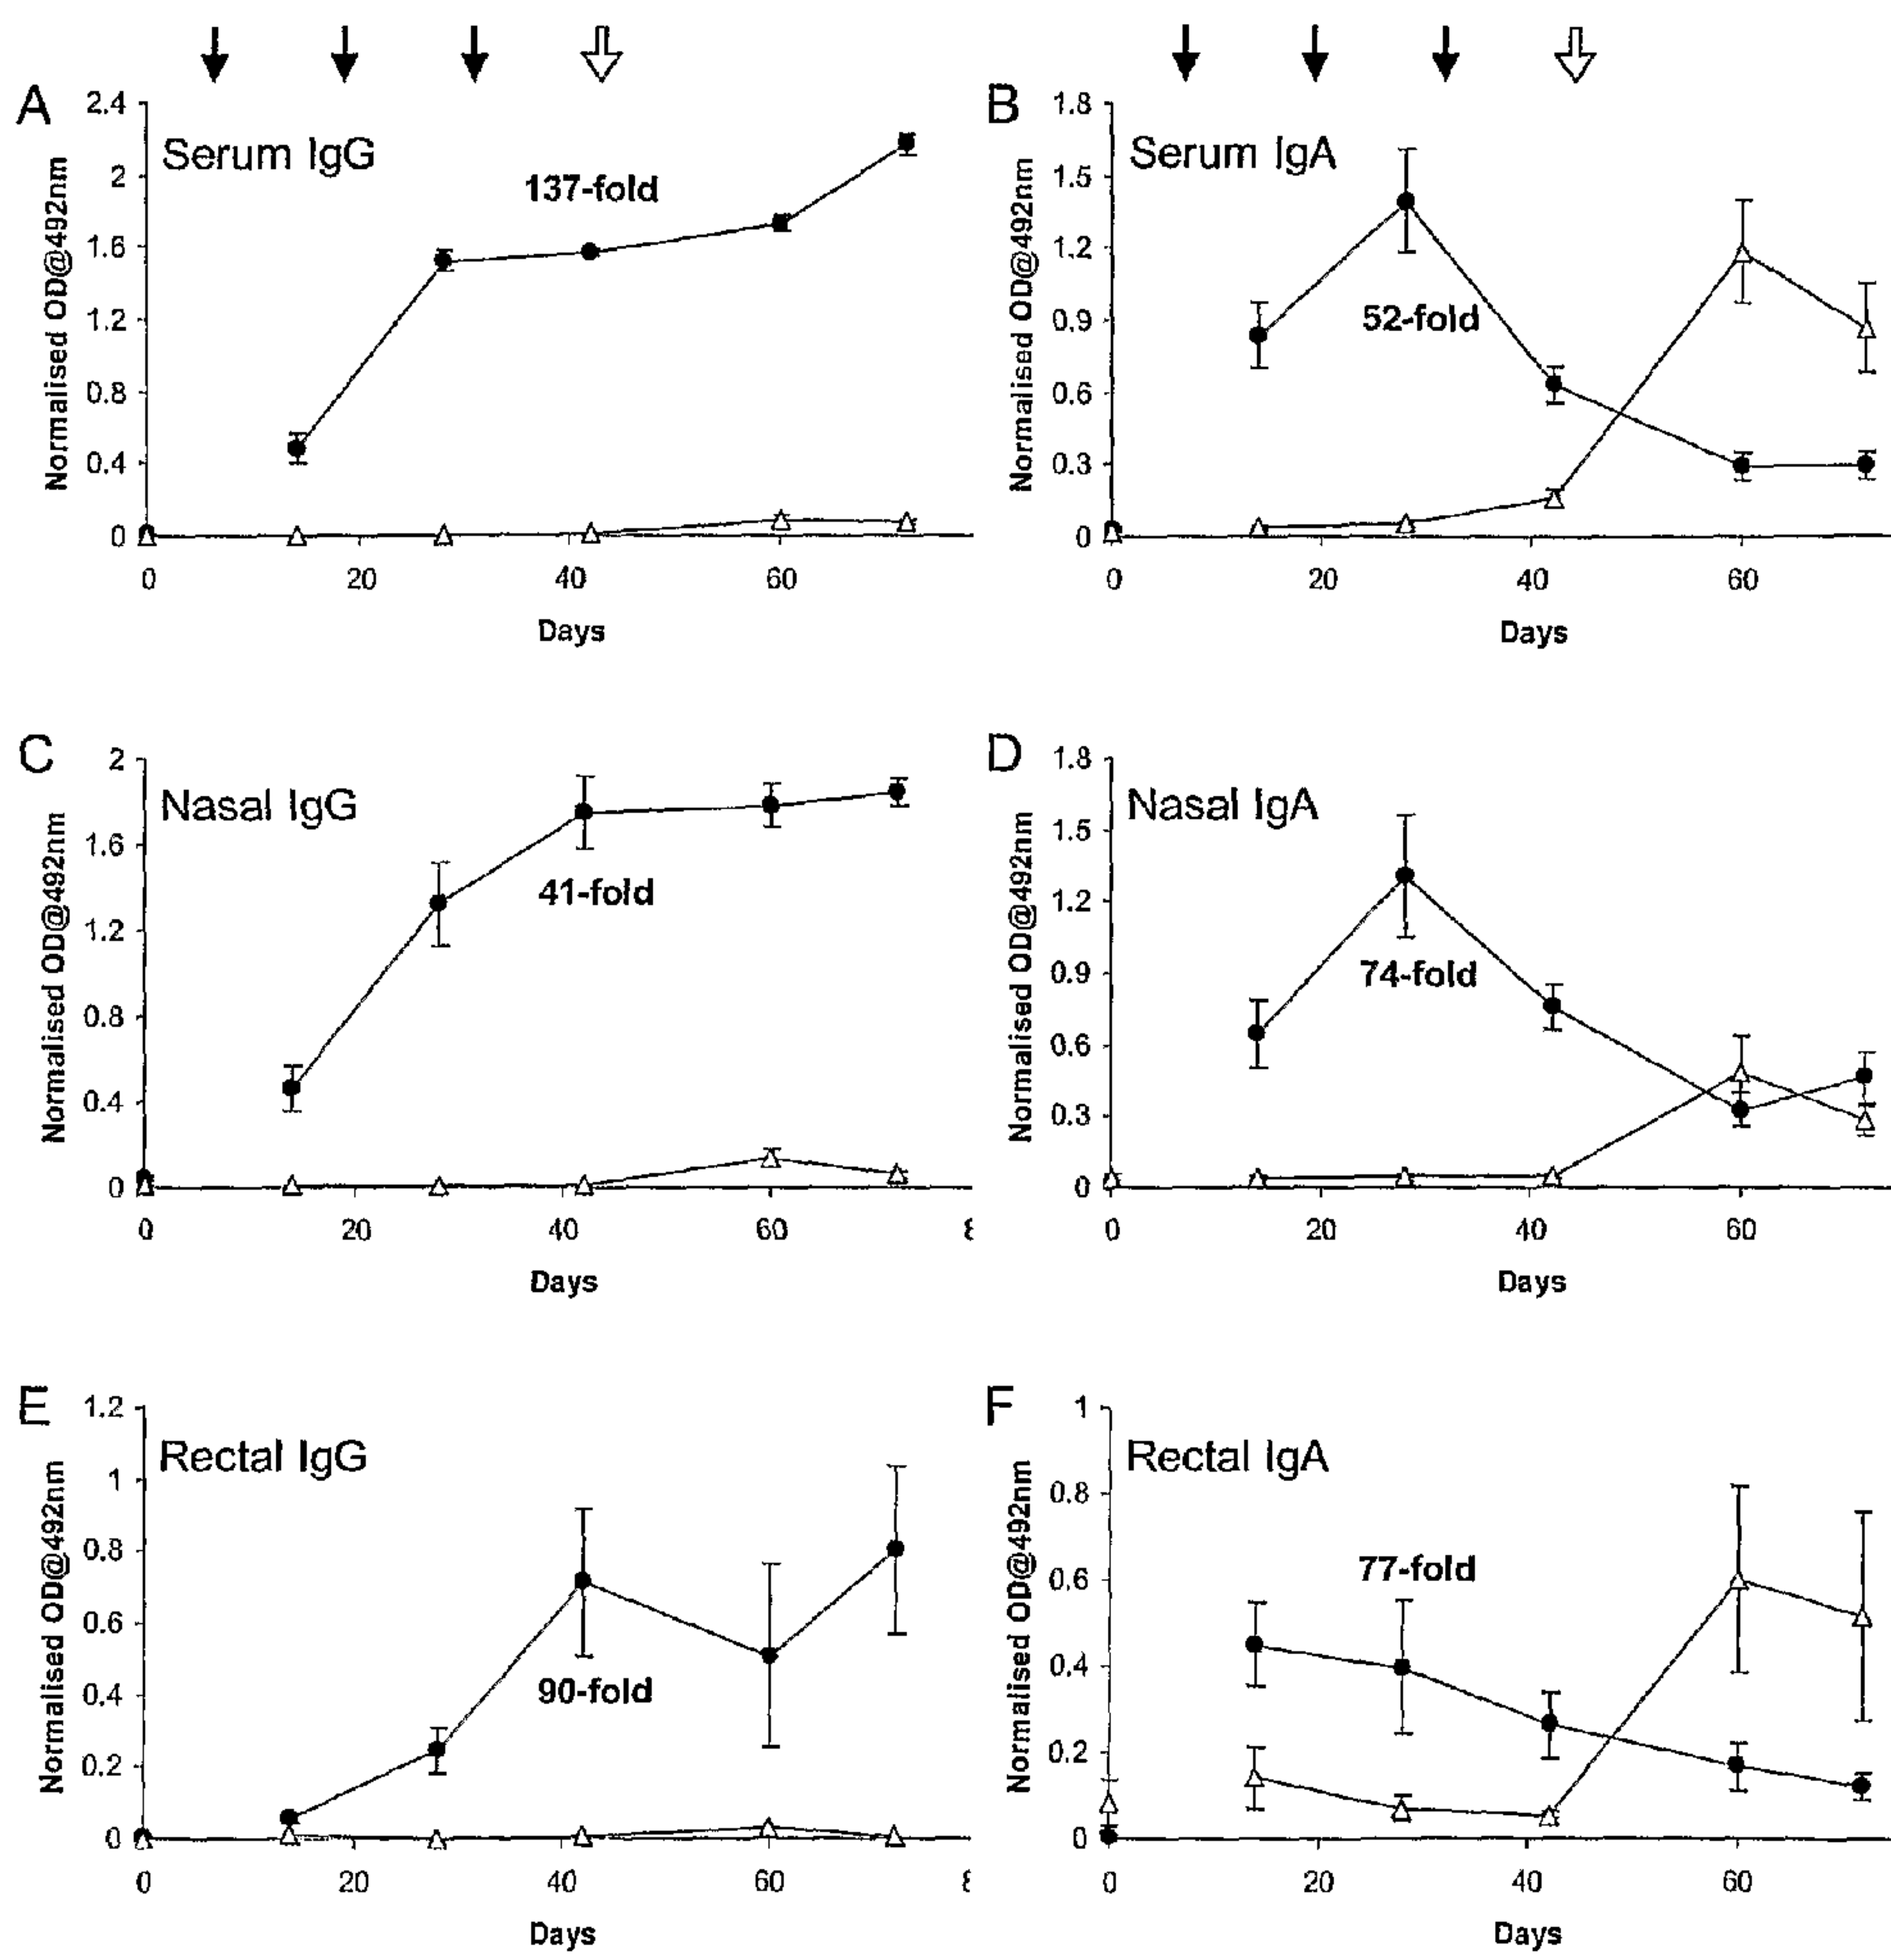 A
Serum IgG
137-fold
Normalised OD@492nm
2.4
2
1.6
1.2
0.8
0.4
0
0 20 40 60
Days
B
Serum IgA
52-fold
Normalised OD@492nm
1.8
1.5
1.2
0.9
0.6
0.3
0
0 20 40 60
Days
C
Nasal IgG
41-fold
Normalised OD@492nm
2
1.6
1.2
0.8
0.4
0
0 20 40 60
Days
D
Nasal IgA
74-fold
Normalised OD@492nm
1.8
1.5
1.2
0.9
0.6
0.3
0
0 20 40 60
Days
E
Rectal IgG
90-fold
Normalised OD@492nm
1.2
1
0.8
0.6
0.4
0.2
0
0 20 40 60
Days
F
Rectal IgA
77-fold
Normalised OD@492nm
1
0.8
0.6
0.4
0.2
0
0 20 40 60
Days